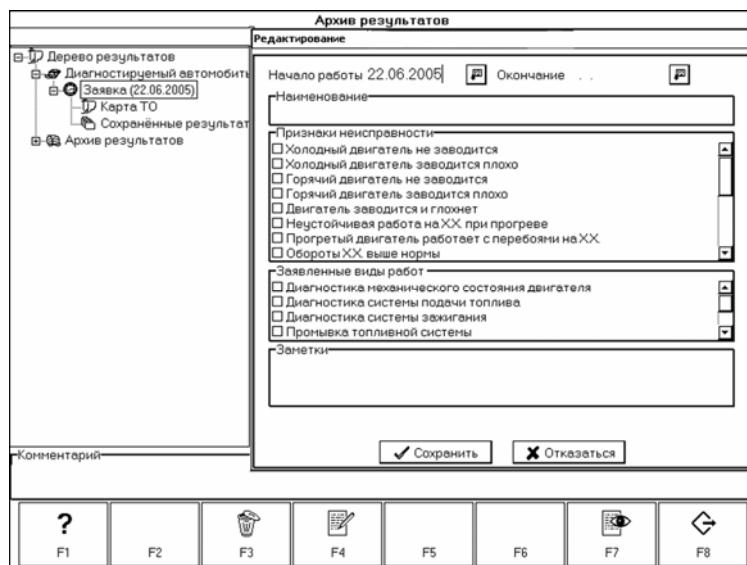 Архив результатов
Редактирование
Дерево результатов
Диагностируемый автомобить
Заявка (22.06.2005)
Карта ТО
Сохранённые результат
Архив результатов
Начало работы 22.06.2005 Окончание . .
Наименование
Признаки неисправности
Холодный двигатель не заводится
Холодный двигатель заводится плохо
Горячий двигатель не заводится
Горячий двигатель заводится плохо
Двигатель заводится и глохнет
Неустойчивая работа на ХХ при прогреве
Прогретый двигатель работает с перебоями на ХХ
Обороты ХХ выше нормы
Заявленные виды работ
Диагностика механического состояния двигателя
Диагностика системы подачи топлива
Диагностика системы зажигания
Промывка топливной системы
Заметки
Сохранить Отказаться
Комментарий
?
F1 F2 F3 F4 F5 F6 F7 F8